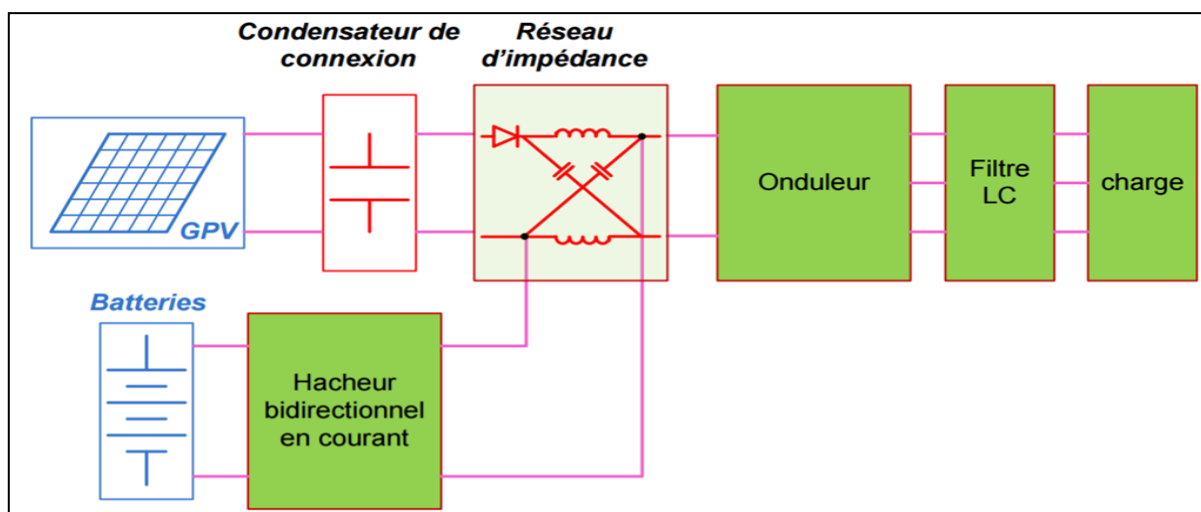 Condensateur de
connexion
Réseau
d'impédance
GPV
Onduleur
Filtre
LC
charge
Batteries
Hacheur
bidirectionnel
en courant